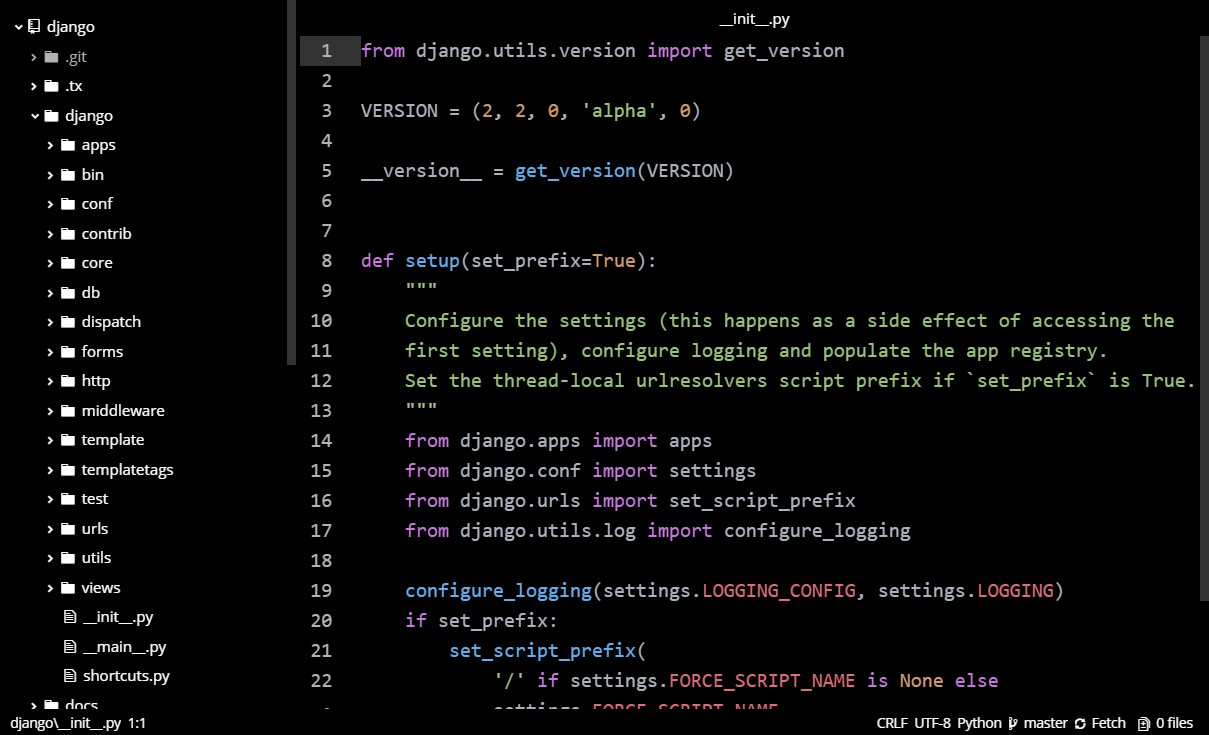 django
.git
.tx
django
apps
bin
conf
contrib
core
db
dispatch
forms
http
middleware
template
templatetags
test
urls
utils
views
__init__.py
__main__.py
shortcuts.py
docs
__init__.py
1 from django.utils.version import get_version
2
3 VERSION = (2, 2, 0, 'alpha', 0)
4
5 __version__ = get_version(VERSION)
6
7
8 def setup(set_prefix=True):
9     """
10     Configure the settings (this happens as a side effect of accessing the
11     first setting), configure logging and populate the app registry.
12     Set the thread-local urlresolvers script prefix if `set_prefix` is True.
13     """
14     from django.apps import apps
15     from django.conf import settings
16     from django.urls import set_script_prefix
17     from django.utils.log import configure_logging
18
19     configure_logging(settings.LOGGING_CONFIG, settings.LOGGING)
20     if set_prefix:
21         set_script_prefix(
22             '/' if settings.FORCE_SCRIPT_NAME is None else
settings.FORCE_SCRIPT_NAME
django\__init__.py 1:1 CRLF UTF-8 Python master Fetch 0 files